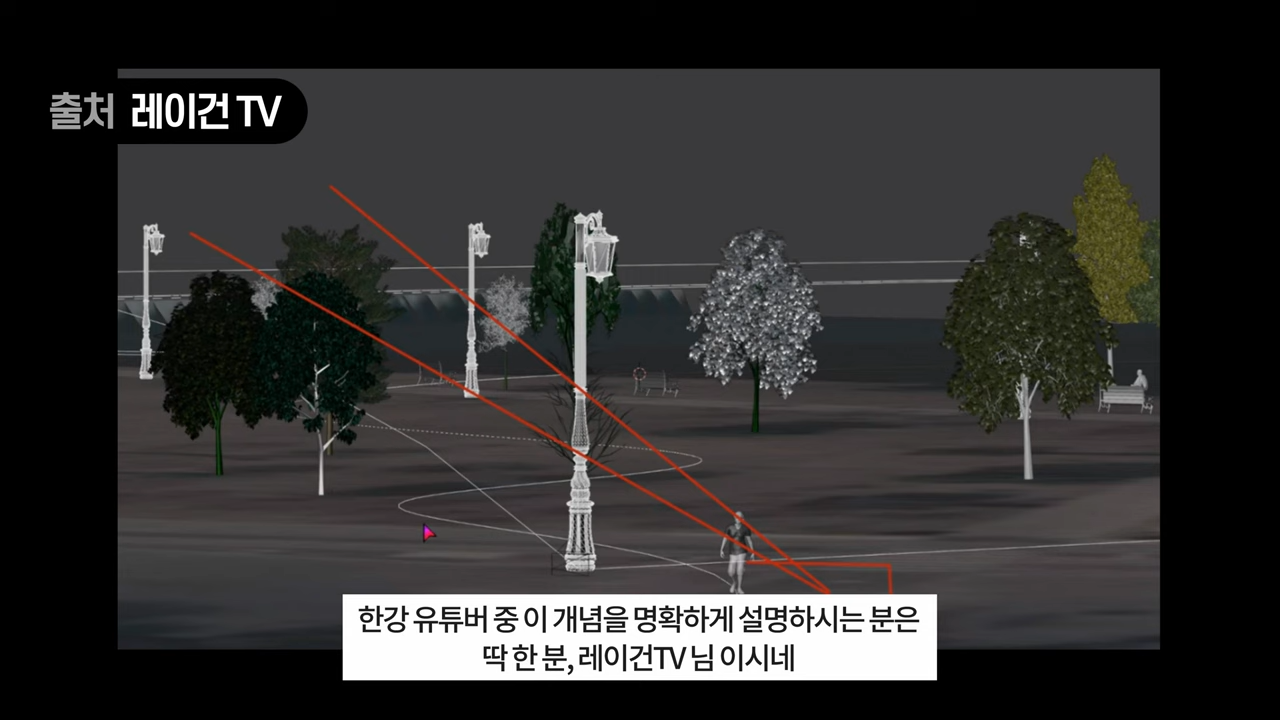 출처 레이건 TV
한강 유튜버 중 이 개념을 명확하게 설명하시는 분은
딱 한 분, 레이건TV 님 이시네